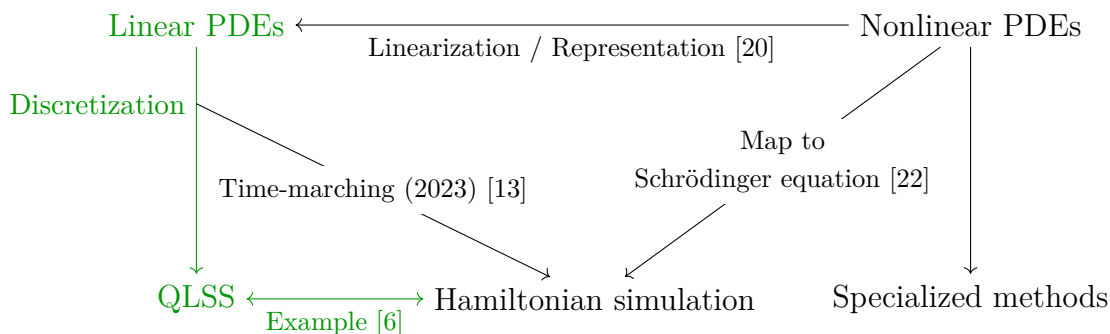 Linear PDEs
Nonlinear PDEs
Linearization / Representation [20]
Discretization
Map to
Schrödinger equation [22]
Time-marching (2023) [13]
QLSS
Hamiltonian simulation
Specialized methods
Example [6]